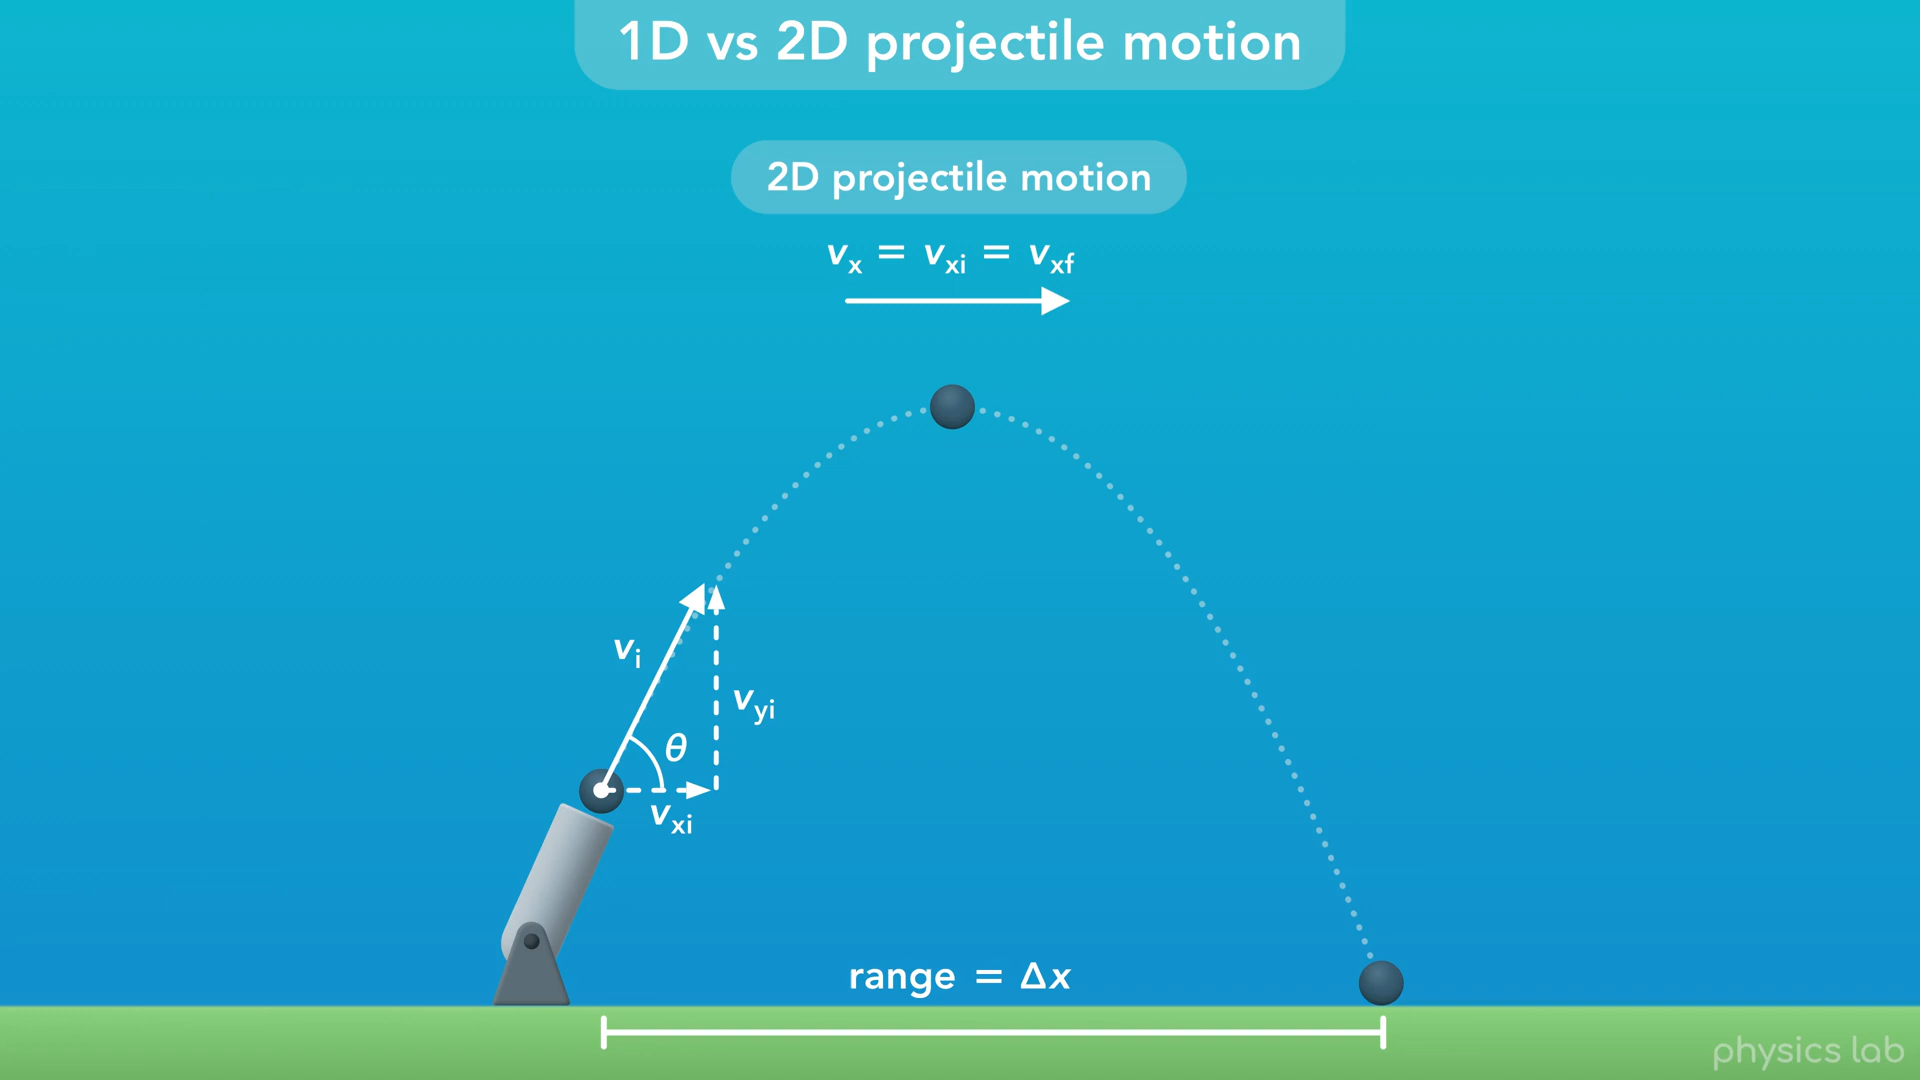 1D vs 2D projectile motion
2D projectile motion
vₓ = vₓᵢ = vxf
vᵢ
vyi
θ
vxi
range = Δx
physics lab